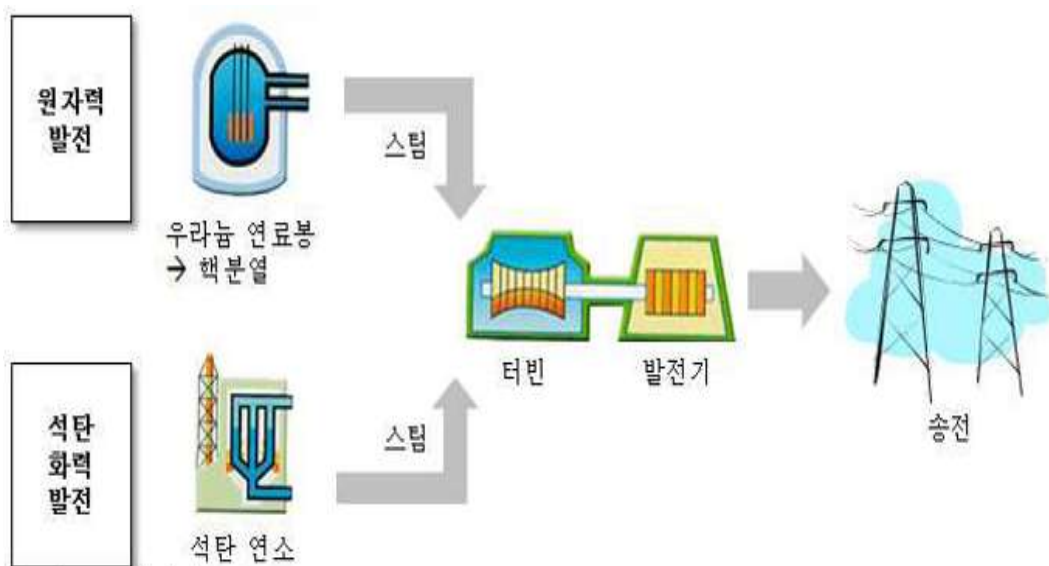 원자력
발전
스팀
우라늄 연료봉
→ 핵분열
터빈
발전기
송전
석탄
화력
발전
스팀
석탄 연소